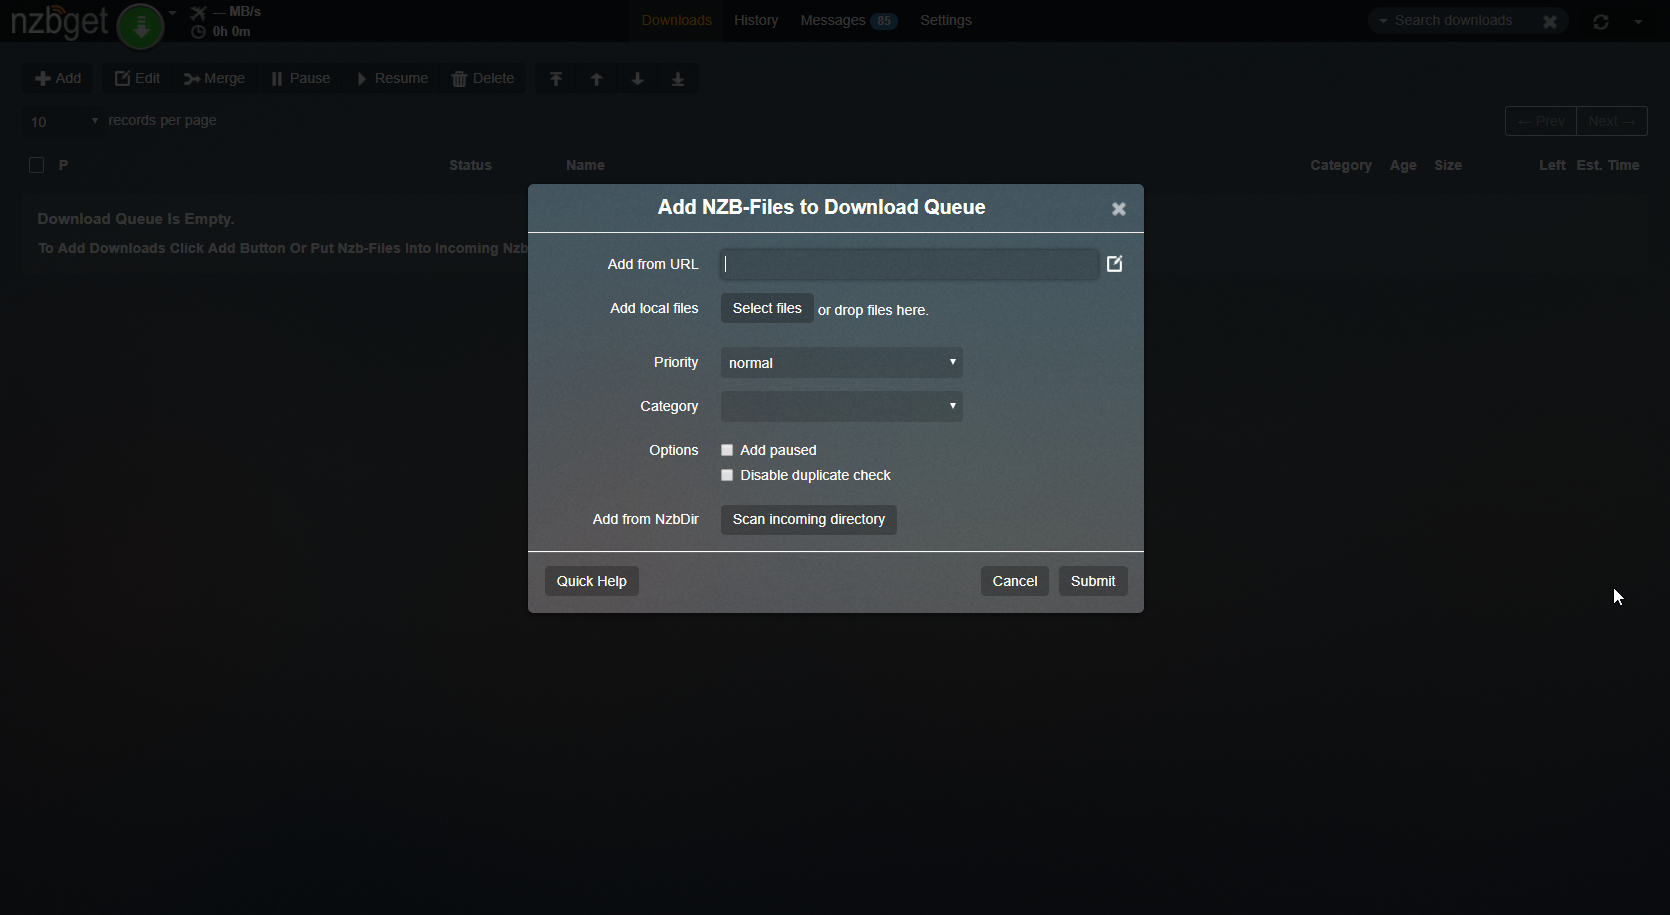 nzbget
— MB/s
0h 0m
Downloads History Messages 85 Settings
Search downloads
Add Edit Merge Pause Resume Delete
10 records per page
← Prev Next →
P Status Name Category Age Size Left Est. Time
Download Queue Is Empty.
To Add Downloads Click Add Button Or Put Nzb-Files Into Incoming Nzb
Add NZB-Files to Download Queue
Add from URL
Add local files Select files or drop files here.
Priority normal
Category
Options Add paused
Disable duplicate check
Add from NzbDir Scan incoming directory
Quick Help Cancel Submit